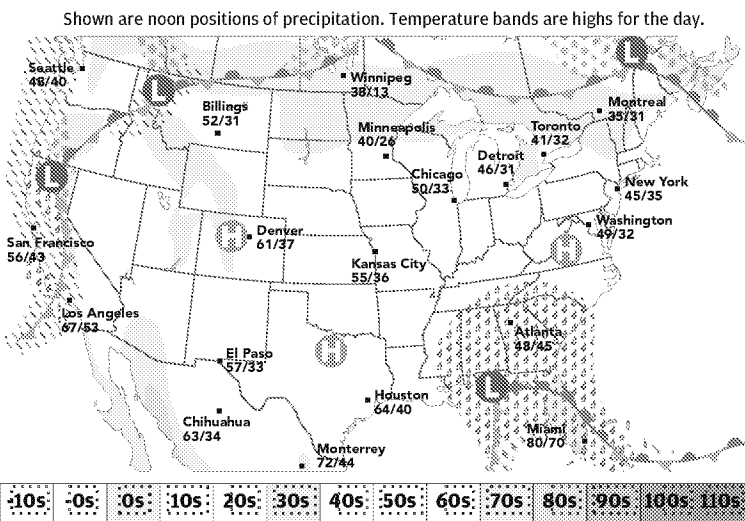 Shown are noon positions of precipitation. Temperature bands are highs for the day.
Seattle
48/40
L
L
Winnipeg
38/13
Billings
52/31
Montreal
35/31
Minneapolis
40/26
Toronto
41/32
Detroit
46/31
Chicago
50/33
L
New York
45/35
Washington
49/32
San Francisco
56/43
H
Denver
61/37
H
Kansas City
55/36
Los Angeles
67/53
Atlanta
48/45
H
El Paso
57/33
L
Houston
64/40
Chihuahua
63/34
Miami
80/70
Monterrey
72/44
-10s -0s 0s 10s 20s 30s 40s 50s 60s 70s 80s 90s 100s 110s